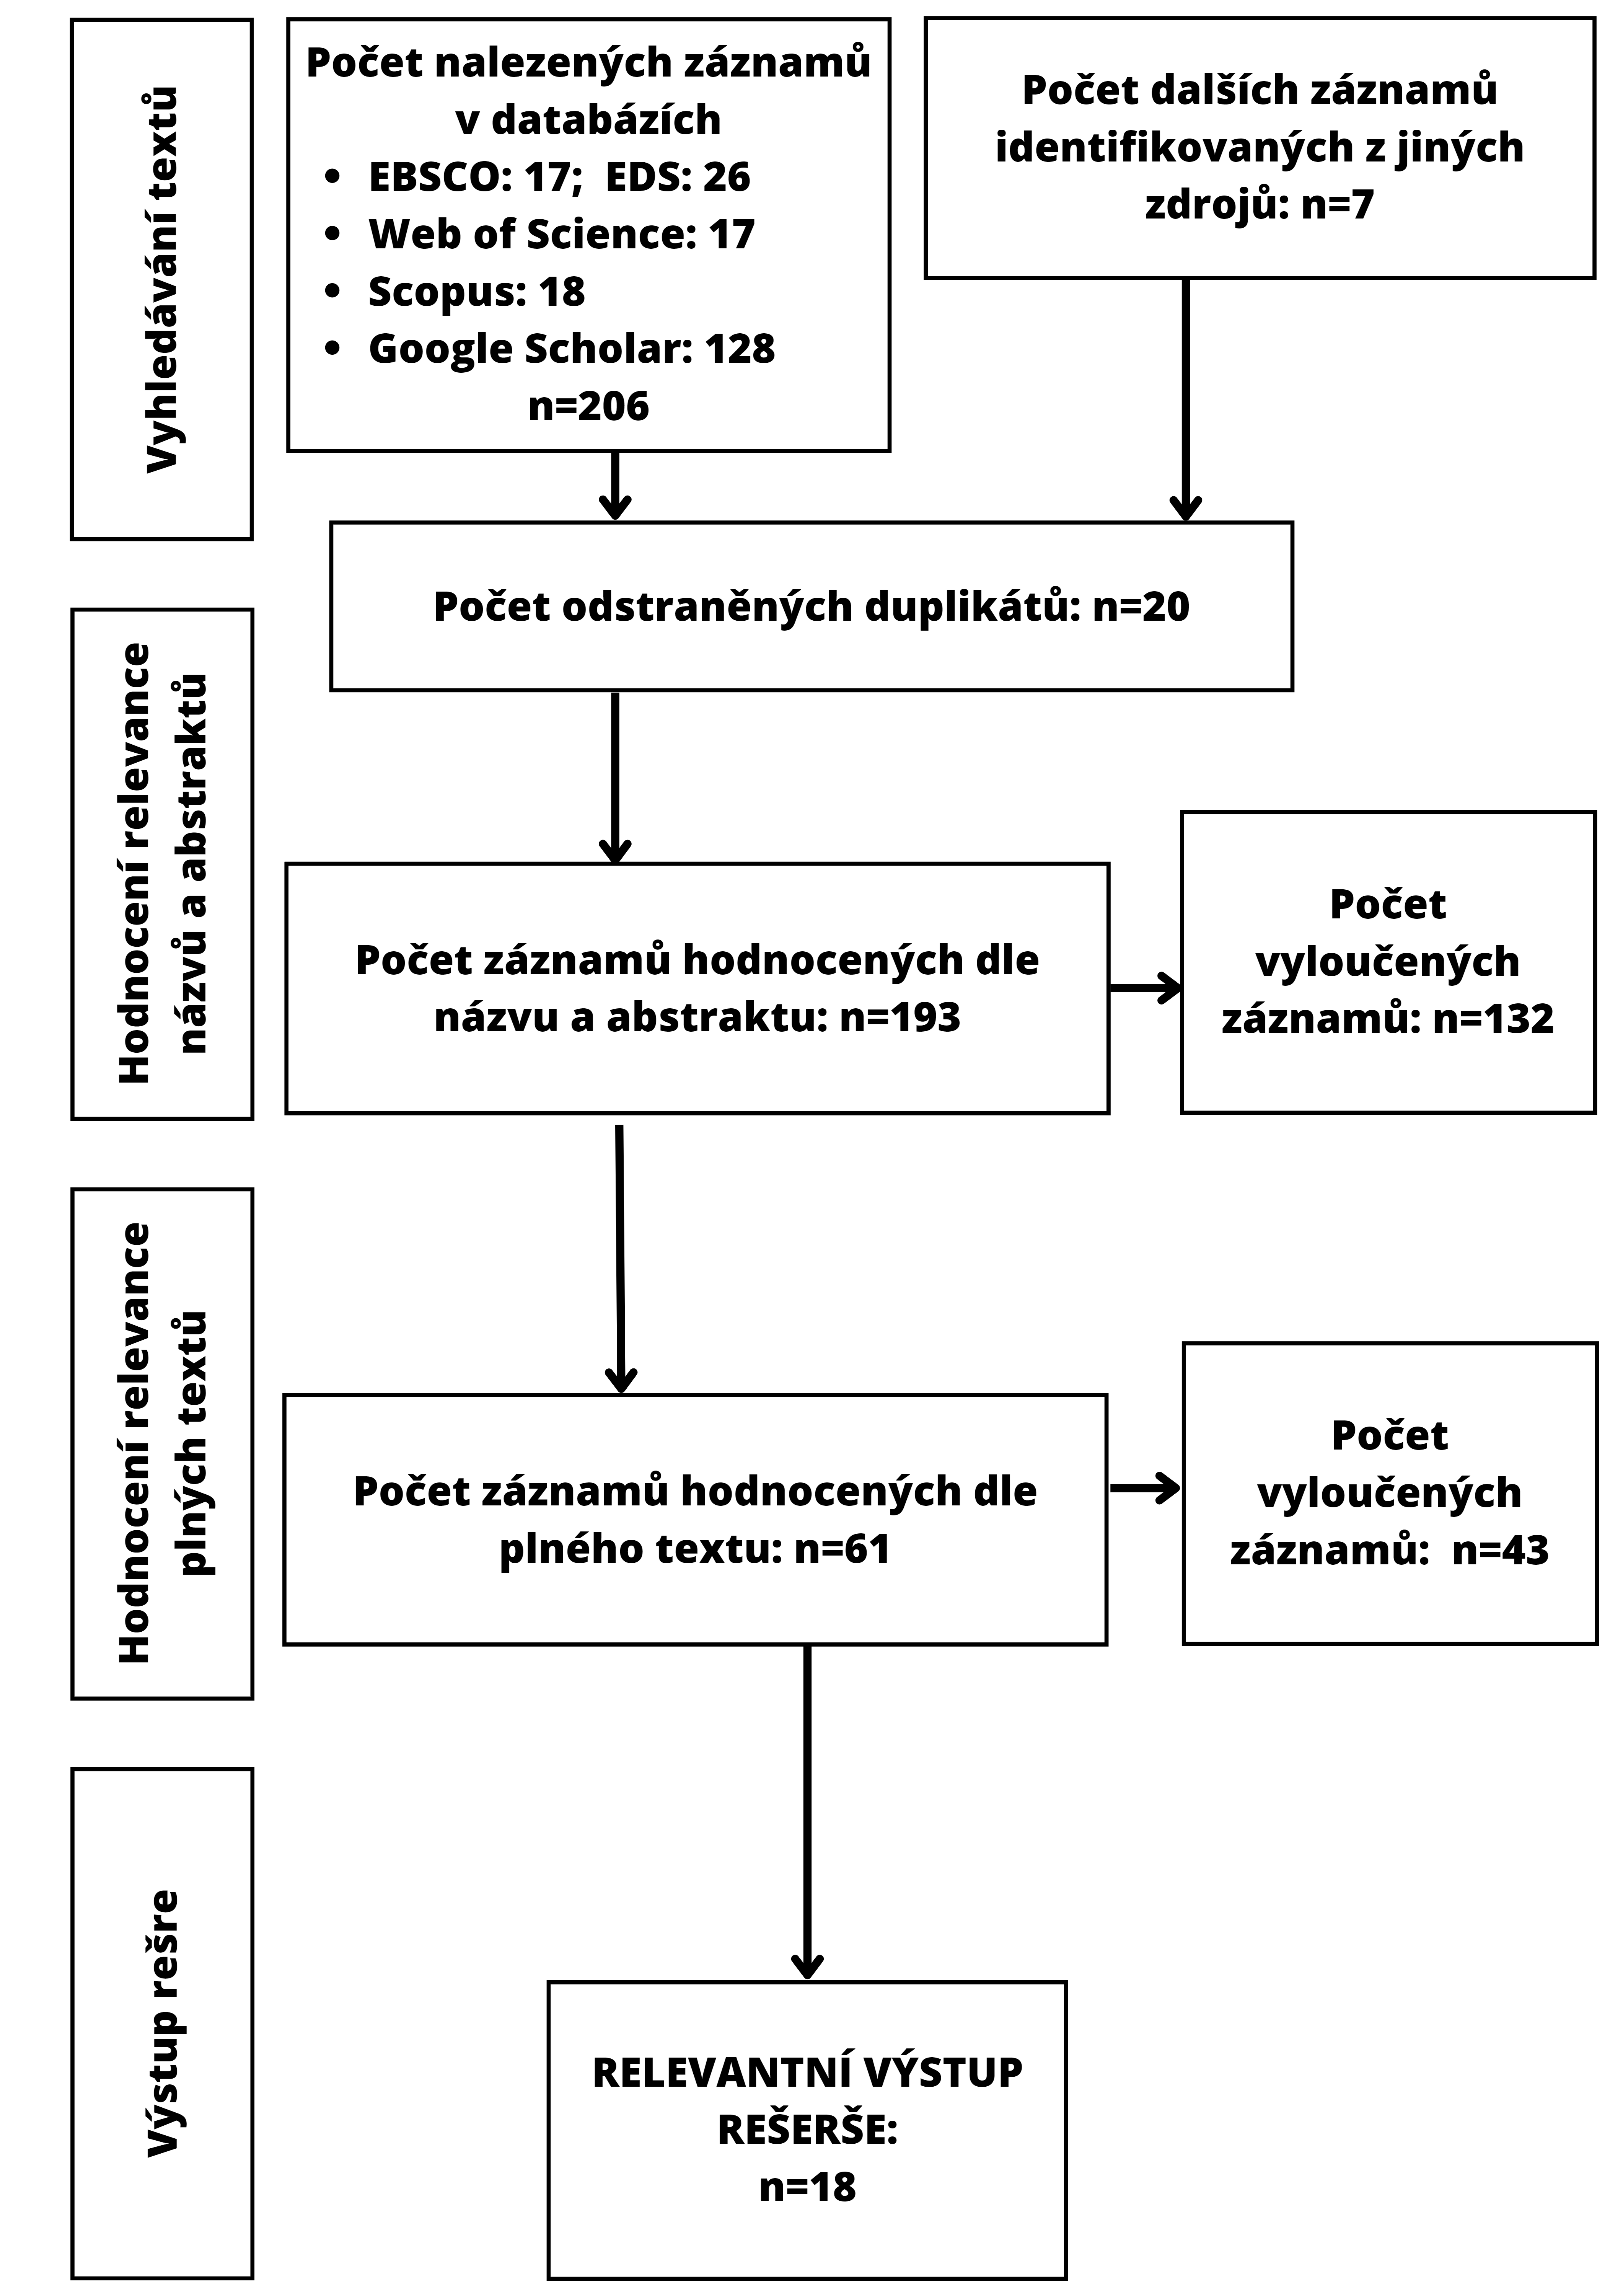 Vyhledávání textů
Počet nalezených záznamů
v databázích
• EBSCO: 17;  EDS: 26
• Web of Science: 17
• Scopus: 18
• Google Scholar: 128
n=206
Počet dalších záznamů
identifikovaných z jiných
zdrojů: n=7
Počet odstraněných duplikátů: n=20
Hodnocení relevance
názvů a abstraktů
Počet záznamů hodnocených dle
názvu a abstraktu: n=193
Počet
vyloučených
záznamů: n=132
Hodnocení relevance
plných textů
Počet záznamů hodnocených dle
plného textu: n=61
Počet
vyloučených
záznamů:  n=43
Výstup rešre
RELEVANTNÍ VÝSTUP
REŠERŠE:
n=18